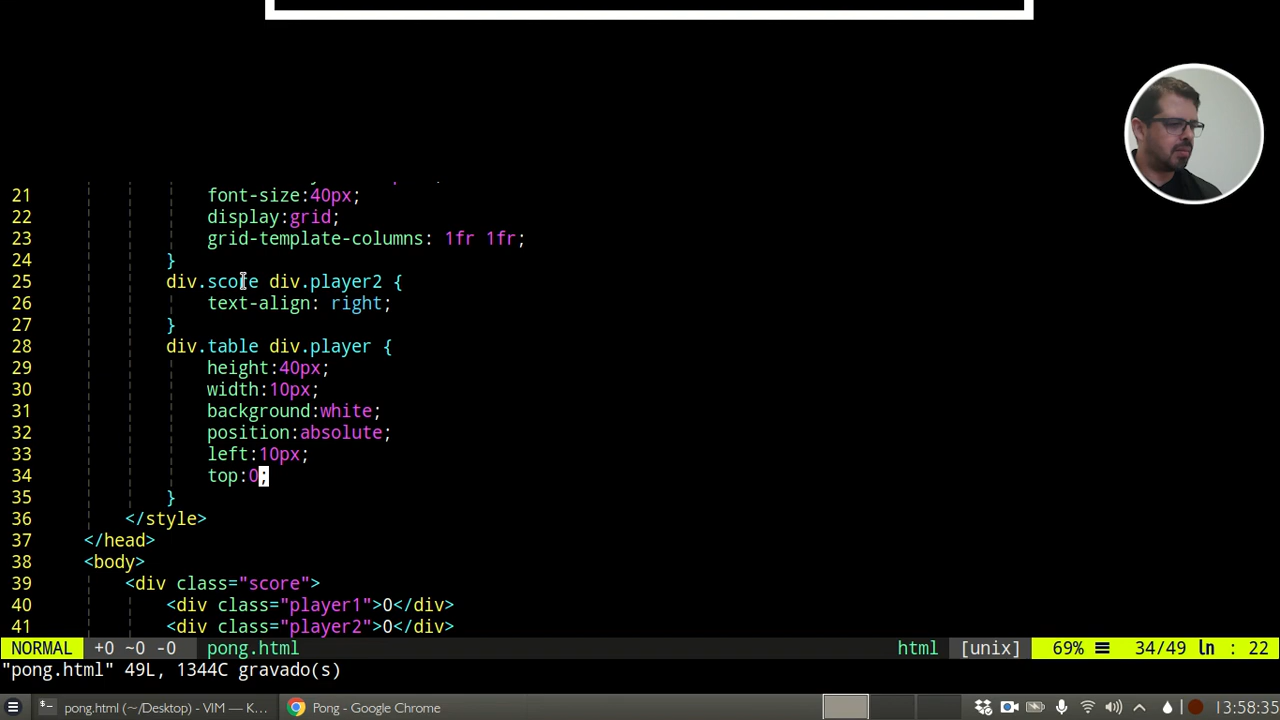 21 font-size:40px;
22 display:grid;
23 grid-template-columns: 1fr 1fr;
24 }
25 div.score div.player2 {
26 text-align: right;
27 }
28 div.table div.player {
29 height:40px;
30 width:10px;
31 background:white;
32 position:absolute;
33 left:10px;
34 top:0;
35 }
36 </style>
37 </head>
38 <body>
39 <div class="score">
40 <div class="player1">0</div>
41 <div class="player2">0</div>
NORMAL +0 ~0 -0 pong.html html [unix] 69% ☰ 34/49 ln : 22
"pong.html" 49L, 1344C gravado(s)
pong.html (~/Desktop) - VIM — K... Pong - Google Chrome 13:58:35